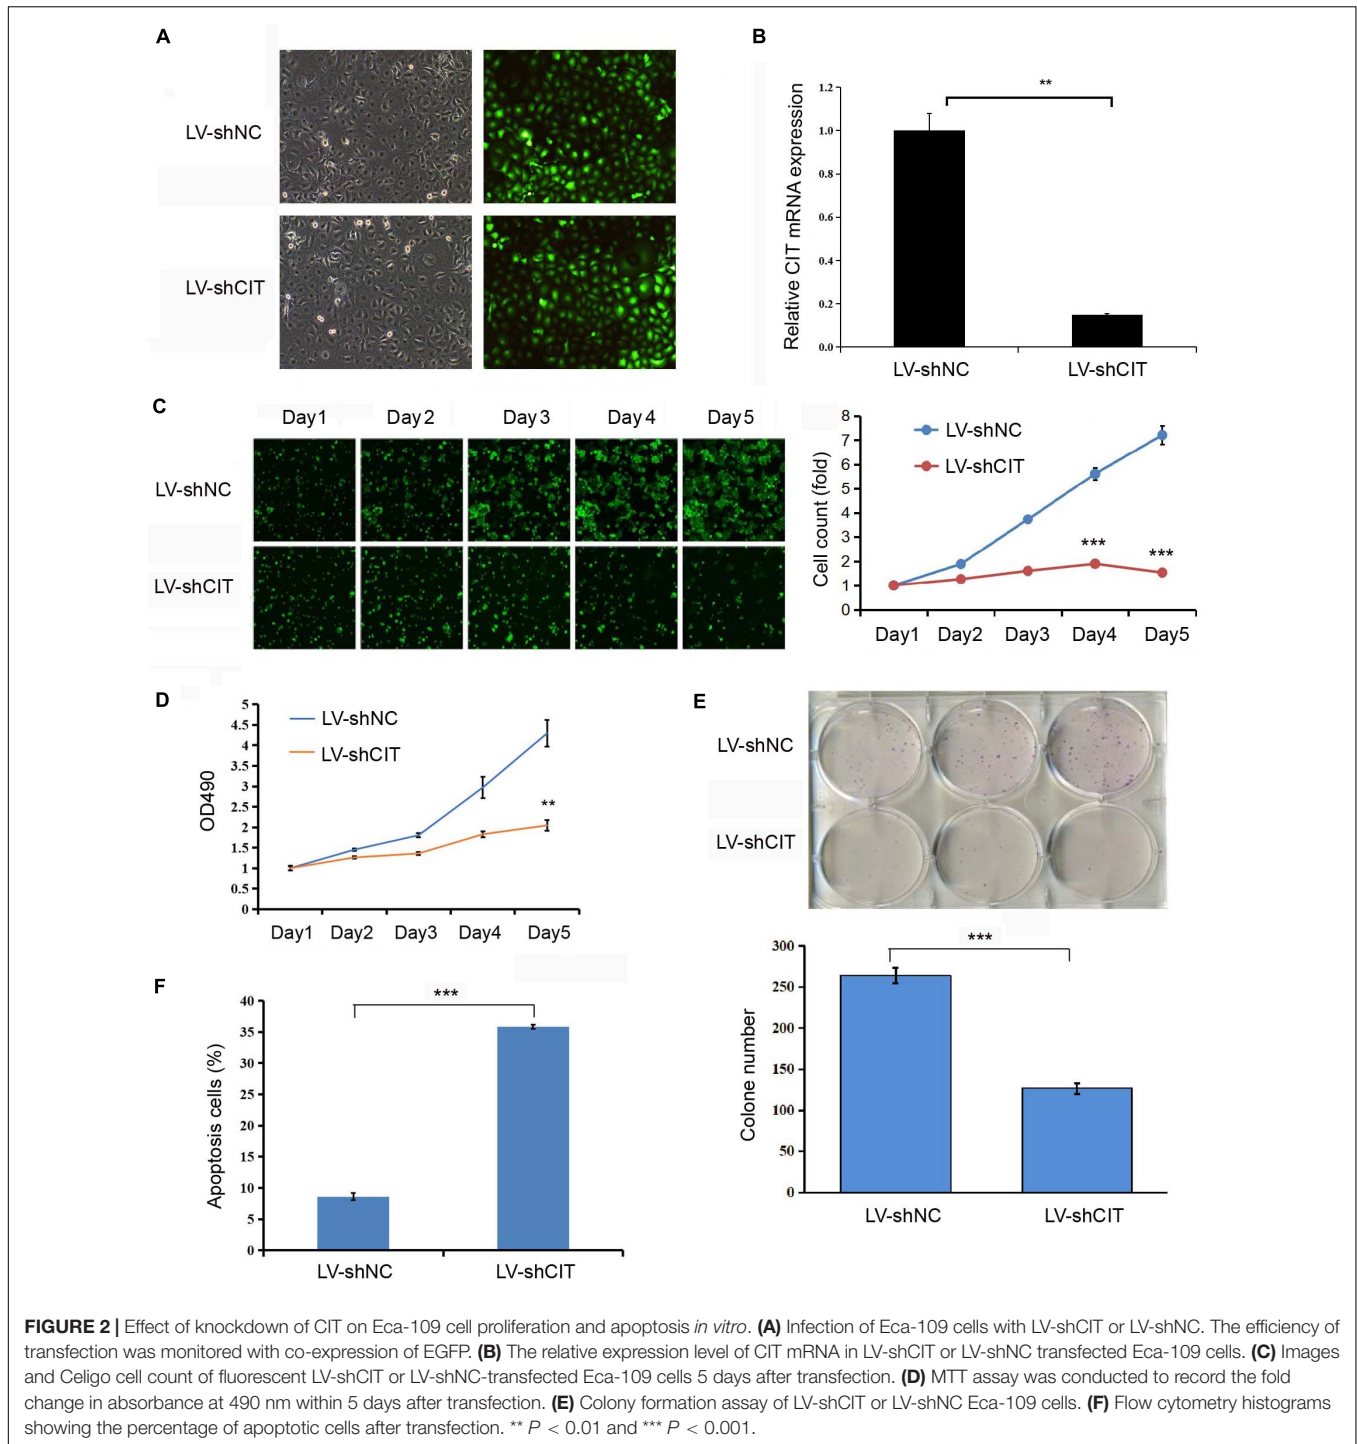 A
LV-shNC
LV-shCIT
B
**
Relative CIT mRNA expression
1.2
1.0
0.8
0.6
0.4
0.2
0.0
LV-shNC
LV-shCIT
C
Day1
Day2
Day3
Day4
Day5
LV-shNC
LV-shCIT
Cell count (fold)
8
7
6
5
4
3
2
1
0
LV-shNC
LV-shCIT
***
***
Day1
Day2
Day3
Day4
Day5
D
OD490
5
4.5
4
3.5
3
2.5
2
1.5
1
0.5
0
LV-shNC
LV-shCIT
**
Day1
Day2
Day3
Day4
Day5
E
LV-shNC
LV-shCIT
***
Colone number
300
250
200
150
100
50
0
LV-shNC
LV-shCIT
F
***
Apoptosis cells (%)
40
35
30
25
20
15
10
5
0
LV-shNC
LV-shCIT
FIGURE 2 | Effect of knockdown of CIT on Eca-109 cell proliferation and apoptosis in vitro. (A) Infection of Eca-109 cells with LV-shCIT or LV-shNC. The efficiency of
transfection was monitored with co-expression of EGFP. (B) The relative expression level of CIT mRNA in LV-shCIT or LV-shNC transfected Eca-109 cells. (C) Images
and Celigo cell count of fluorescent LV-shCIT or LV-shNC-transfected Eca-109 cells 5 days after transfection. (D) MTT assay was conducted to record the fold
change in absorbance at 490 nm within 5 days after transfection. (E) Colony formation assay of LV-shCIT or LV-shNC Eca-109 cells. (F) Flow cytometry histograms
showing the percentage of apoptotic cells after transfection. ** P < 0.01 and *** P < 0.001.